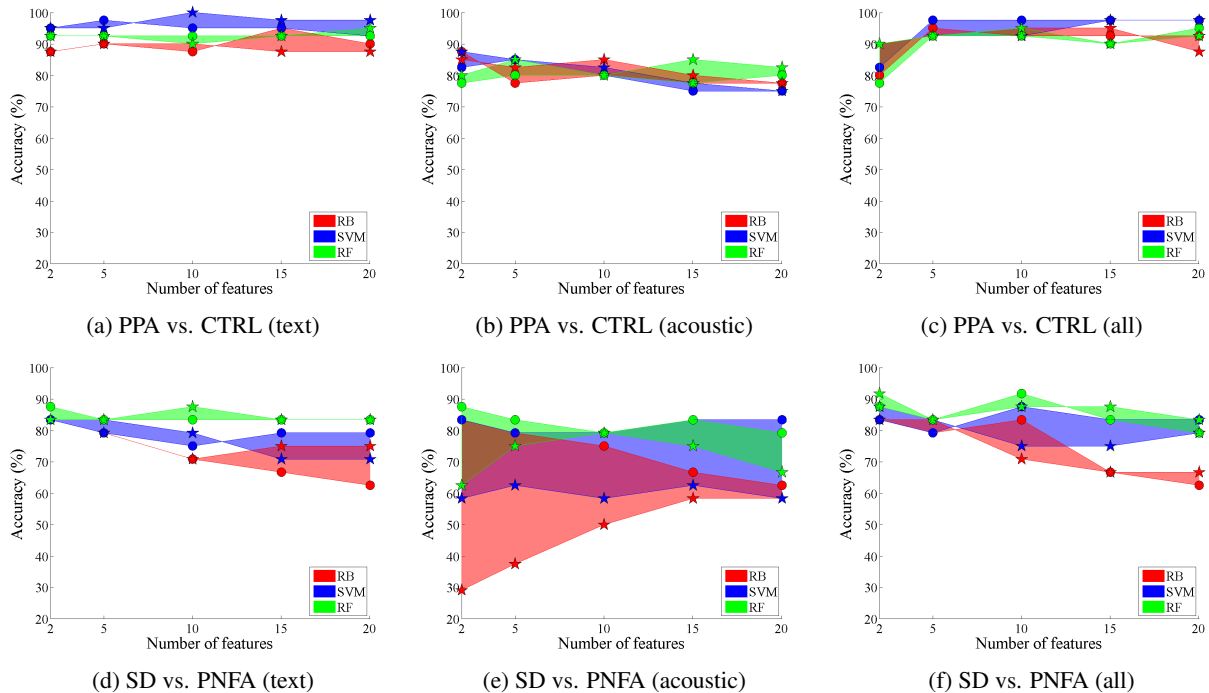 100
90
80
70
60
50
40
30
20
Accuracy (%)
RB
SVM
RF
2 5 10 15 20
Number of features
(a) PPA vs. CTRL (text)
100
90
80
70
60
50
40
30
20
Accuracy (%)
RB
SVM
RF
2 5 10 15 20
Number of features
(b) PPA vs. CTRL (acoustic)
100
90
80
70
60
50
40
30
20
Accuracy (%)
RB
SVM
RF
2 5 10 15 20
Number of features
(c) PPA vs. CTRL (all)
100
90
80
70
60
50
40
30
20
Accuracy (%)
RB
SVM
RF
2 5 10 15 20
Number of features
(d) SD vs. PNFA (text)
100
90
80
70
60
50
40
30
20
Accuracy (%)
RB
SVM
RF
2 5 10 15 20
Number of features
(e) SD vs. PNFA (acoustic)
100
90
80
70
60
50
40
30
20
Accuracy (%)
RB
SVM
RF
2 5 10 15 20
Number of features
(f) SD vs. PNFA (all)